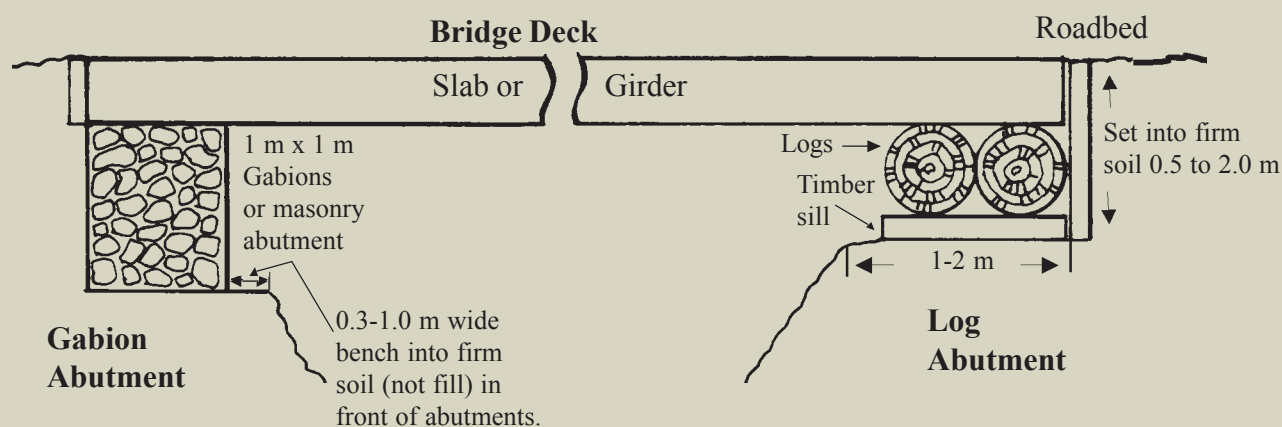 Bridge Deck
Roadbed
Slab or
Girder
1 m x 1 m
Gabions
or masonry
abutment
Logs
Timber
sill
Set into firm
soil 0.5 to 2.0 m
1-2 m
Gabion
Abutment
0.3-1.0 m wide
bench into firm
soil (not fill) in
front of abutments.
Log
Abutment